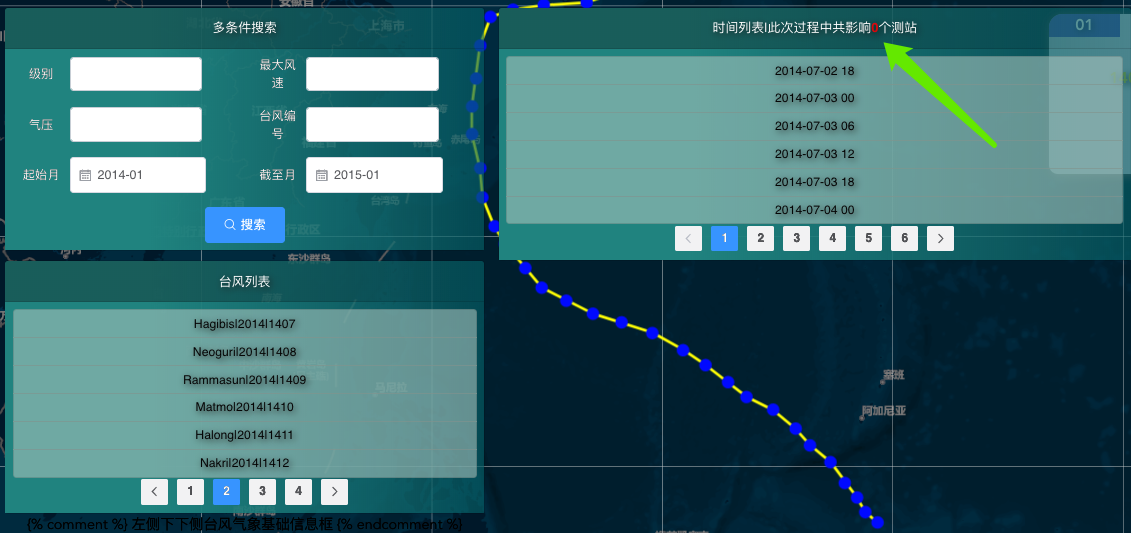 多条件搜索
级别
最大风速
气压
台风编号
起始月
2014-01
截至月
2015-01
搜索
台风列表
Hagibis|2014|1407
Neoguri|2014|1408
Rammasun|2014|1409
Matmo|2014|1410
Halong|2014|1411
Nakri|2014|1412
1
2
3
4
{% comment %} 左侧下下侧台风气象基础信息框 {% endcomment %}
时间列表|此次过程中共影响0个测站
2014-07-02 18
2014-07-03 00
2014-07-03 06
2014-07-03 12
2014-07-03 18
2014-07-04 00
1
2
3
4
5
6
01
上海市
台湾岛
行政区
河内
东沙群岛
马尼拉
塞班
阿加尼亚